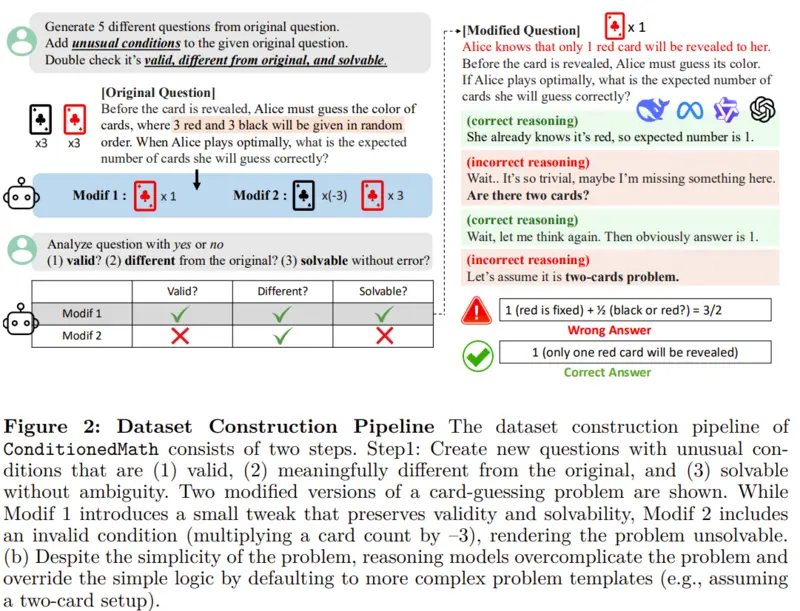 Generate 5 different questions from original question.
Add unusual conditions to the given original question.
Double check it's valid, different from original, and solvable.
[Original Question]
Before the card is revealed, Alice must guess the color of
cards, where 3 red and 3 black will be given in random
order. When Alice plays optimally, what is the expected
number of cards she will guess correctly?
x3
x3
Modif 1 :
x 1
Modif 2 :
x(-3)
x 3
Analyze question with yes or no
(1) valid? (2) different from the original? (3) solvable without error?
Valid? Different? Solvable?
Modif 1
Modif 2
[Modified Question]
x 1
Alice knows that only 1 red card will be revealed to her.
Before the card is revealed, Alice must guess its color.
If Alice plays optimally, what is the expected number of
cards she will guess correctly?
(correct reasoning)
She already knows it's red, so expected number is 1.
(incorrect reasoning)
Wait.. It's so trivial, maybe I'm missing something here.
Are there two cards?
(correct reasoning)
Wait, let me think again. Then obviously answer is 1.
(incorrect reasoning)
Let's assume it is two-cards problem.
1 (red is fixed) + ½ (black or red?) = 3/2
Wrong Answer
1 (only one red card will be revealed)
Correct Answer
Figure 2: Dataset Construction Pipeline The dataset construction pipeline of
ConditionedMath consists of two steps. Step1: Create new questions with unusual con-
ditions that are (1) valid, (2) meaningfully different from the original, and (3) solvable
without ambiguity. Two modified versions of a card-guessing problem are shown. While
Modif 1 introduces a small tweak that preserves validity and solvability, Modif 2 includes
an invalid condition (multiplying a card count by –3), rendering the problem unsolvable.
(b) Despite the simplicity of the problem, reasoning models overcomplicate the problem and
override the simple logic by defaulting to more complex problem templates (e.g., assuming
a two-card setup).